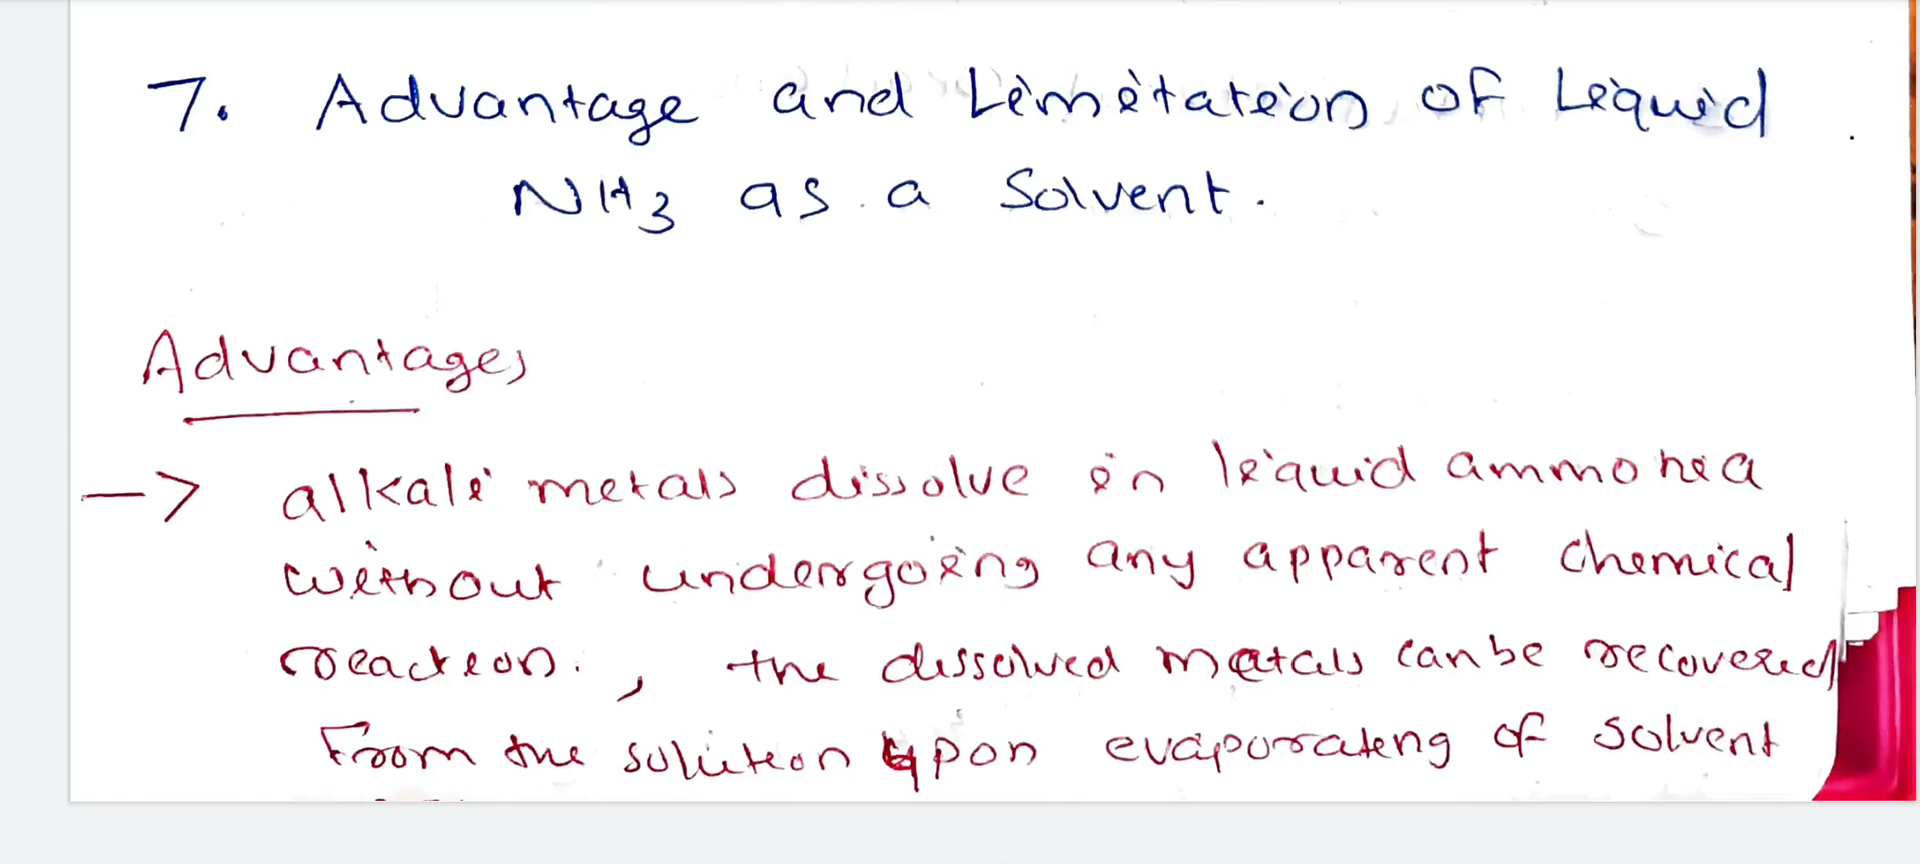 7. Advantage and Limitation of Liquid
NH3 as a Solvent.
Advantages
-> alkali metals dissolve in liquid ammonia
without undergoing any apparent chemical
reaction., the dissolved metals can be recovered
From the solution upon evaporating of solvent